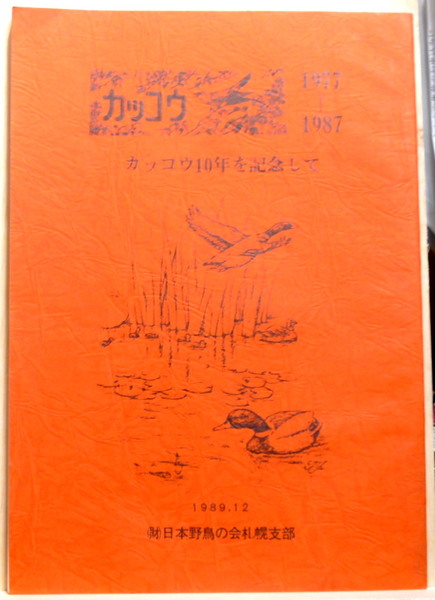 カッコウ
1977
|
1987
カッコウ10年を記念して
1989.12
㈶日本野鳥の会札幌支部